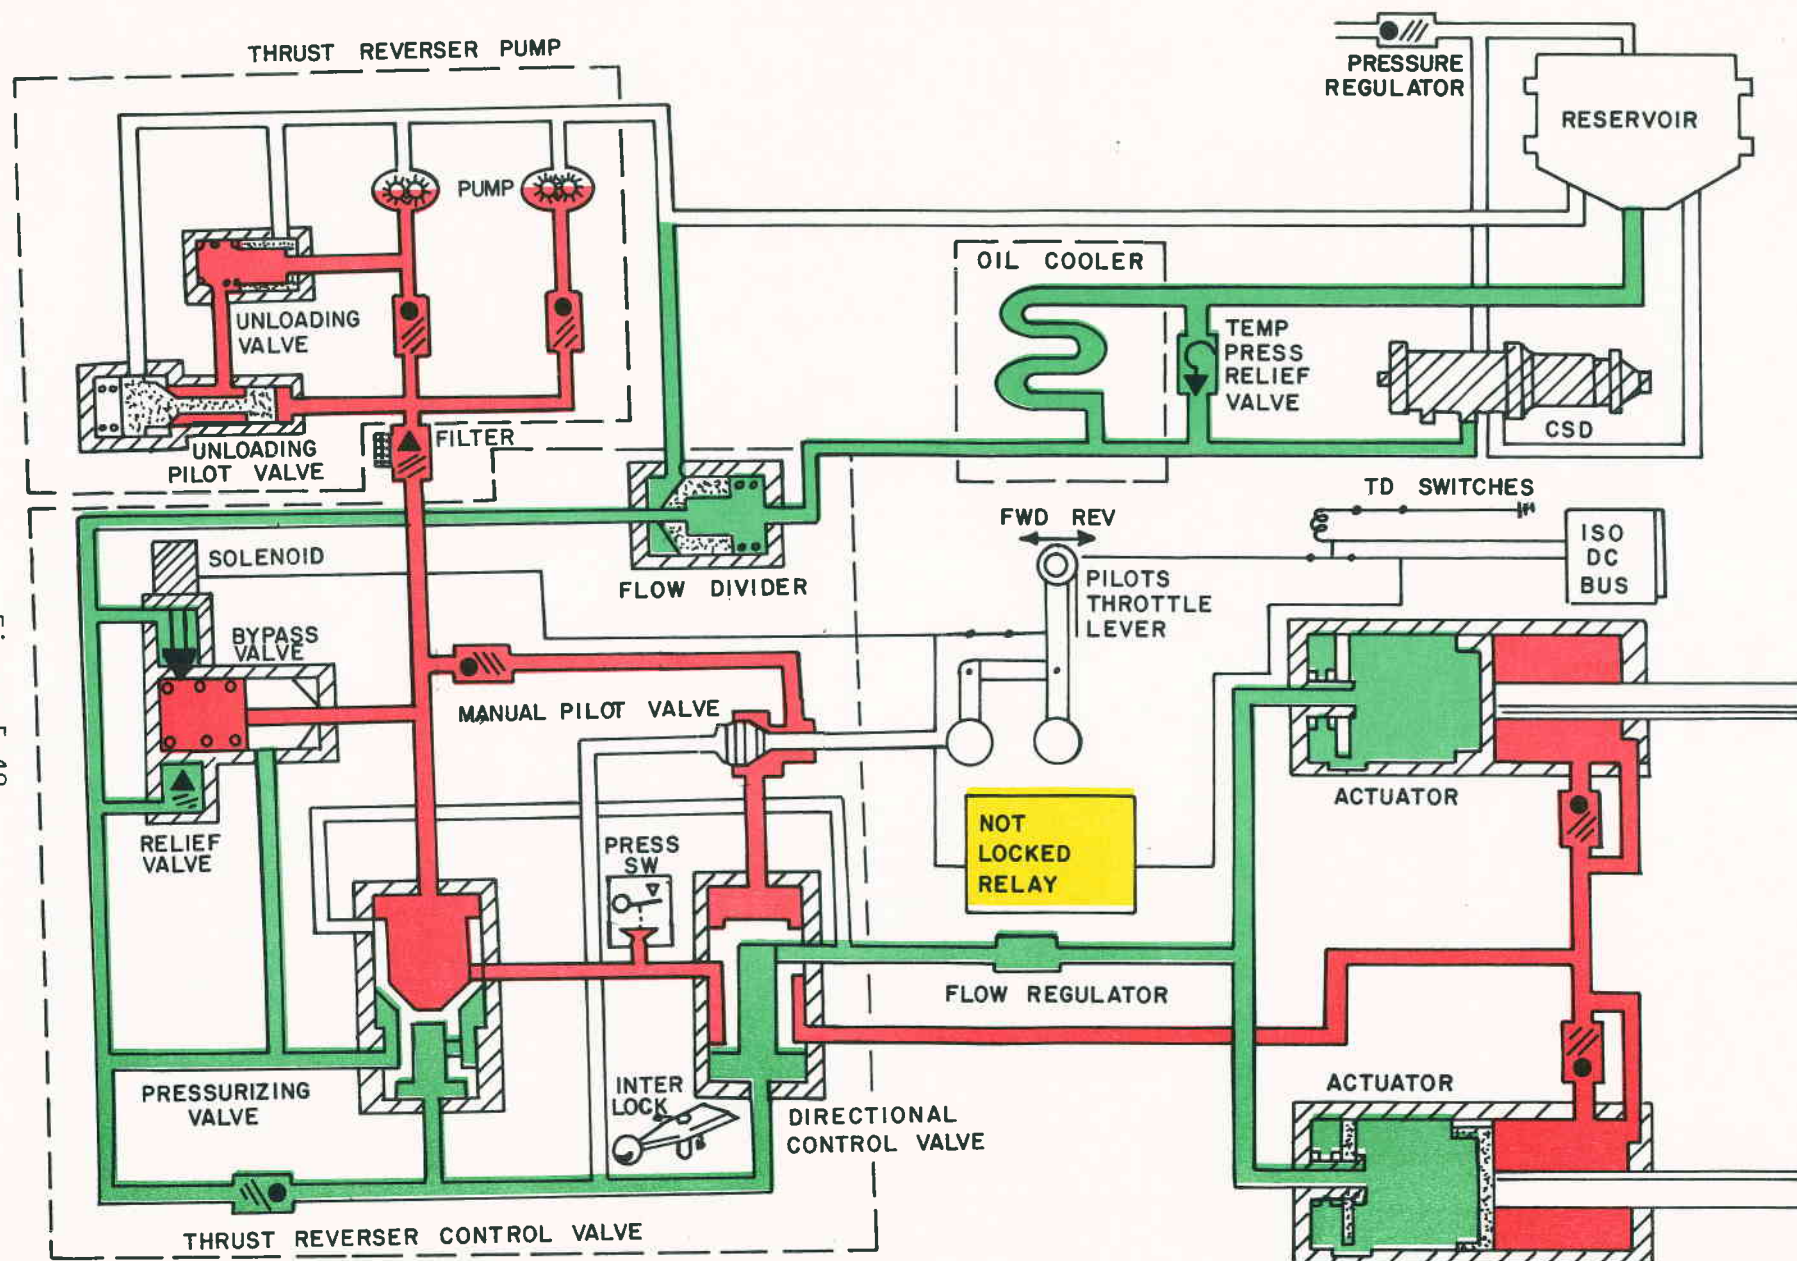 THRUST REVERSER PUMP
PRESSURE
REGULATOR
RESERVOIR
PUMP
OIL COOLER
UNLOADING
VALVE
TEMP
PRESS
RELIEF
VALVE
CSD
FILTER
UNLOADING
PILOT VALVE
TD SWITCHES
FWD REV
ISO
DC
BUS
SOLENOID
FLOW DIVIDER
PILOTS
THROTTLE
LEVER
BYPASS
VALVE
MANUAL PILOT VALVE
ACTUATOR
RELIEF
VALVE
PRESS
SW
NOT
LOCKED
RELAY
FLOW REGULATOR
PRESSURIZING
VALVE
INTER
LOCK
ACTUATOR
DIRECTIONAL
CONTROL VALVE
THRUST REVERSER CONTROL VALVE